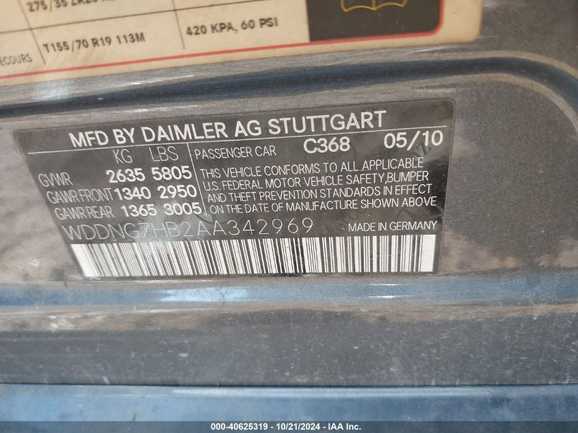 275/35
T155/70 R19 113M 420 KPA, 60 PSI
ECOURS
MFD BY DAIMLER AG STUTTGART
KG LBS PASSENGER CAR C368 05/10
GVWR 2635 5805
GAWR FRONT 1340 2950
GAWR REAR 1365 3005
THIS VEHICLE CONFORMS TO ALL APPLICABLE
U.S. FEDERAL MOTOR VEHICLE SAFETY, BUMPER
AND THEFT PREVENTION STANDARDS IN EFFECT
ON THE DATE OF MANUFACTURE SHOWN ABOVE.
WDDNG7HB2AA342969 MADE IN GERMANY
000-40625319 | 10/21/2024 | IAA Inc.